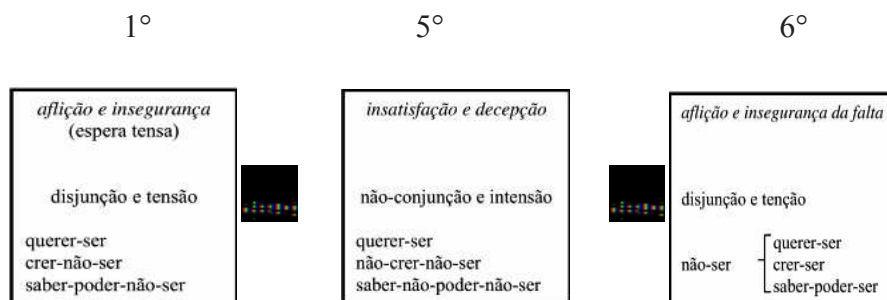 1°
5°
6°
aflição e insegurança
(espera tensa)
disjunção e tensão
querer-ser
crer-não-ser
saber-poder-não-ser
insatisfação e decepção
não-conjunção e intensão
querer-ser
não-crer-não-ser
saber-não-poder-não-ser
aflição e insegurança da falta
disjunção e tenção
não-ser
querer-ser
crer-ser
saber-poder-ser